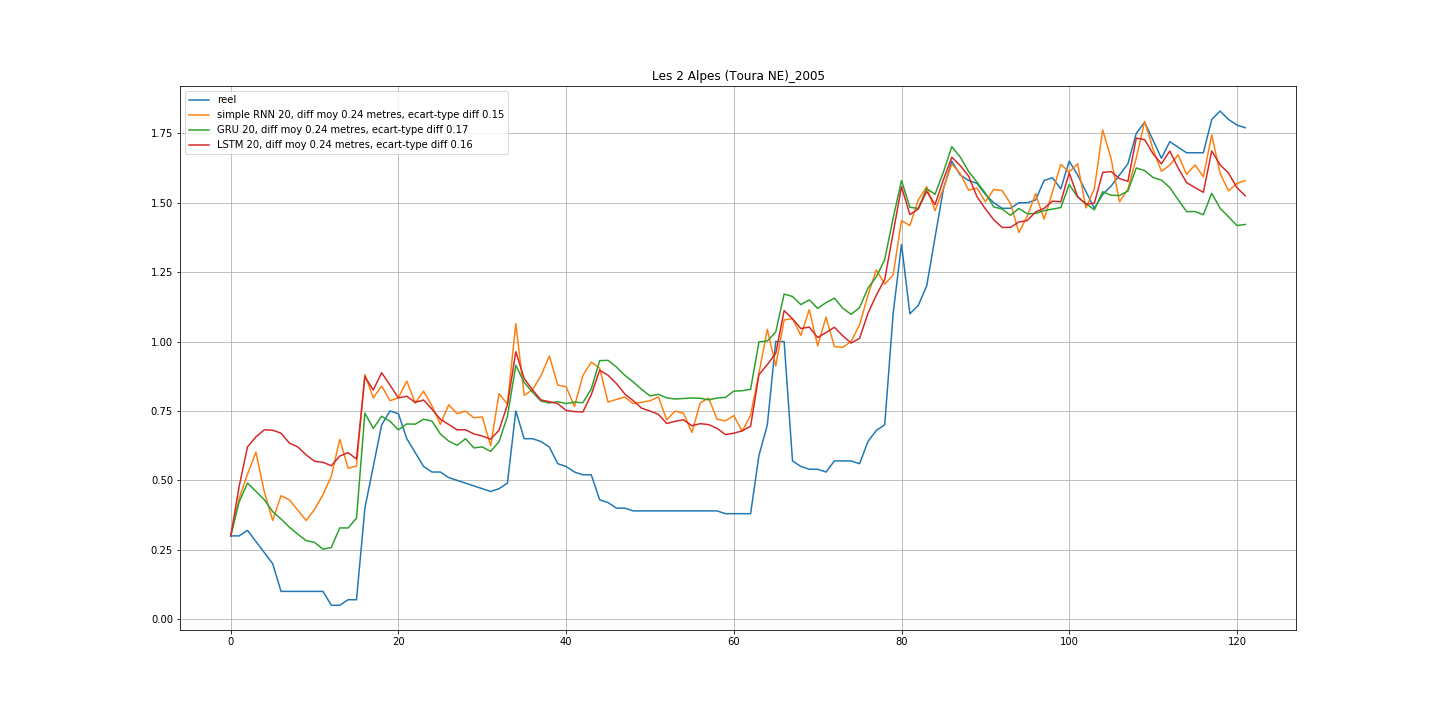 Les 2 Alpes (Toura NE)_2005
reel
simple RNN 20, diff moy 0.24 metres, ecart-type diff 0.15
GRU 20, diff moy 0.24 metres, ecart-type diff 0.17
LSTM 20, diff moy 0.24 metres, ecart-type diff 0.16
1.75
1.50
1.25
1.00
0.75
0.50
0.25
0.00
0 20 40 60 80 100 120